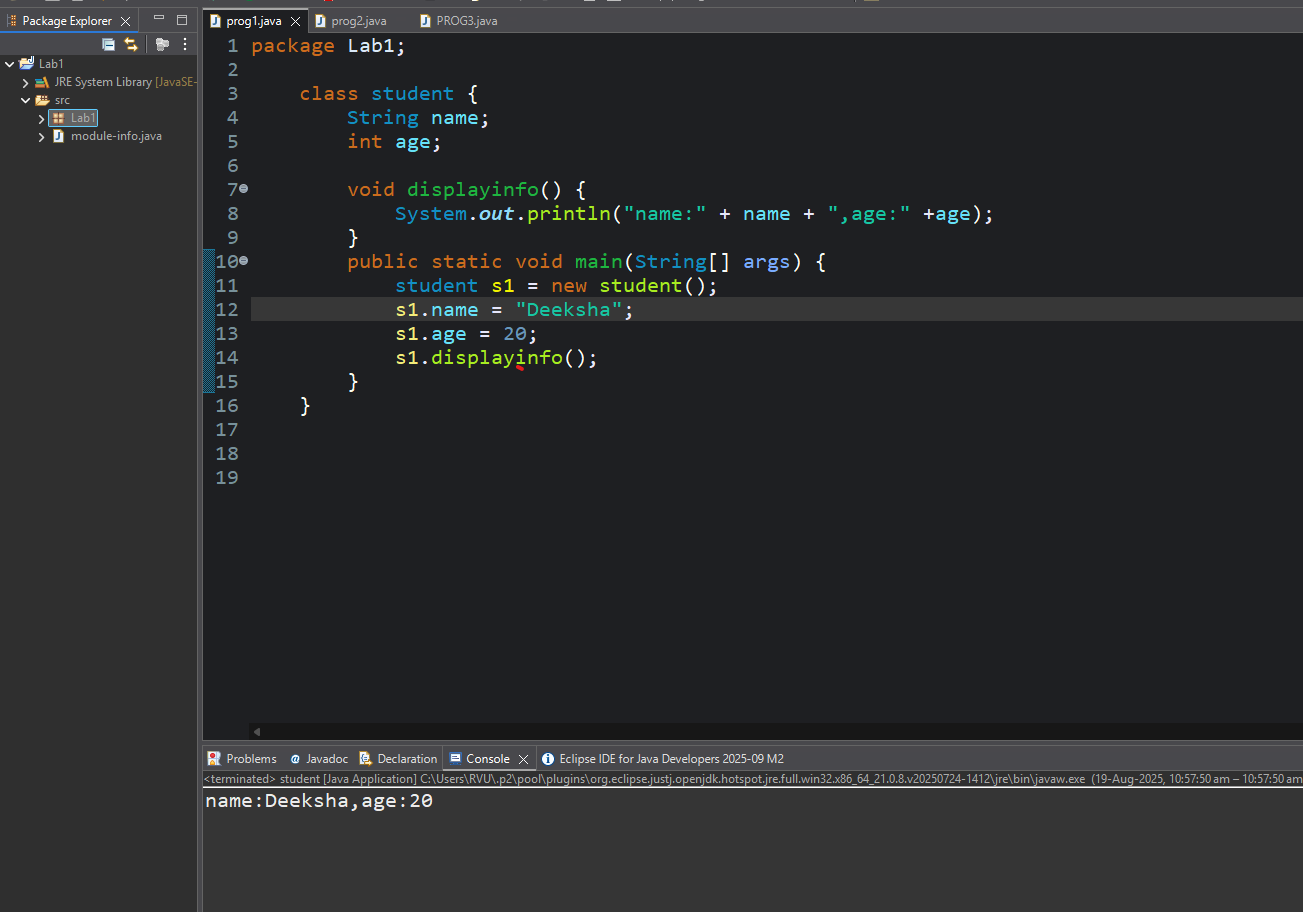 Package Explorer
prog1.java
prog2.java
PROG3.java
Lab1
JRE System Library [JavaSE-
src
Lab1
module-info.java
1 package Lab1;
2
3 class student {
4 String name;
5 int age;
6
7 void displayinfo() {
8 System.out.println("name:" + name + ",age:" +age);
9 }
10 public static void main(String[] args) {
11 student s1 = new student();
12 s1.name = "Deeksha";
13 s1.age = 20;
14 s1.displayinfo();
15 }
16 }
17
18
19
Problems @ Javadoc Declaration Console Eclipse IDE for Java Developers 2025-09 M2
<terminated> student [Java Application] C:\Users\RVU\.p2\pool\plugins\org.eclipse.justj.openjdk.hotspot.jre.full.win32.x86_64_21.0.8.v20250724-1412\jre\bin\javaw.exe (19-Aug-2025, 10:57:50 am – 10:57:50 am
name:Deeksha,age:20